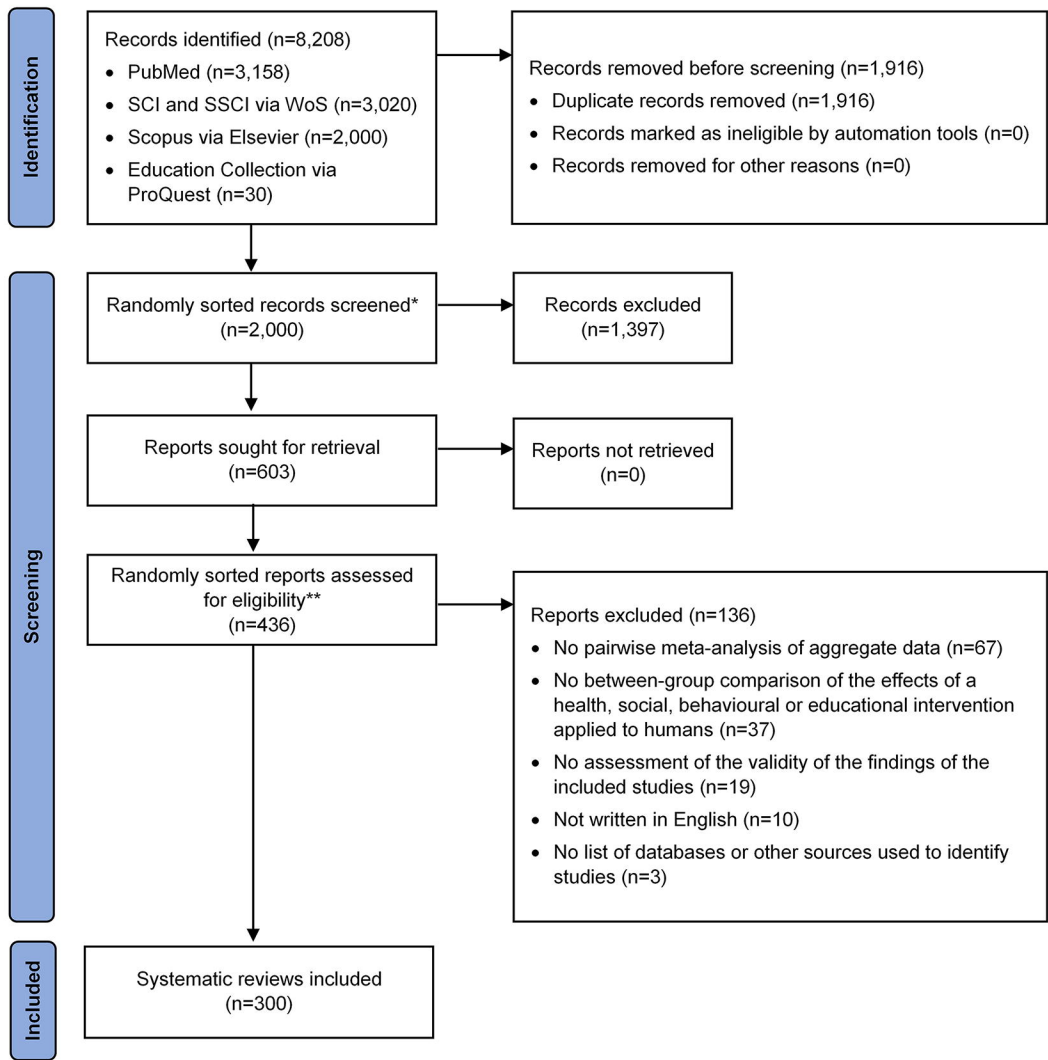 Identification
Records identified (n=8,208)
• PubMed (n=3,158)
• SCI and SSCI via WoS (n=3,020)
• Scopus via Elsevier (n=2,000)
• Education Collection via
ProQuest (n=30)
Records removed before screening (n=1,916)
• Duplicate records removed (n=1,916)
• Records marked as ineligible by automation tools (n=0)
• Records removed for other reasons (n=0)
Screening
Randomly sorted records screened*
(n=2,000)
Records excluded
(n=1,397)
Reports sought for retrieval
(n=603)
Reports not retrieved
(n=0)
Randomly sorted reports assessed
for eligibility**
(n=436)
Reports excluded (n=136)
• No pairwise meta-analysis of aggregate data (n=67)
• No between-group comparison of the effects of a
health, social, behavioural or educational intervention
applied to humans (n=37)
• No assessment of the validity of the findings of the
included studies (n=19)
• Not written in English (n=10)
• No list of databases or other sources used to identify
studies (n=3)
Included
Systematic reviews included
(n=300)